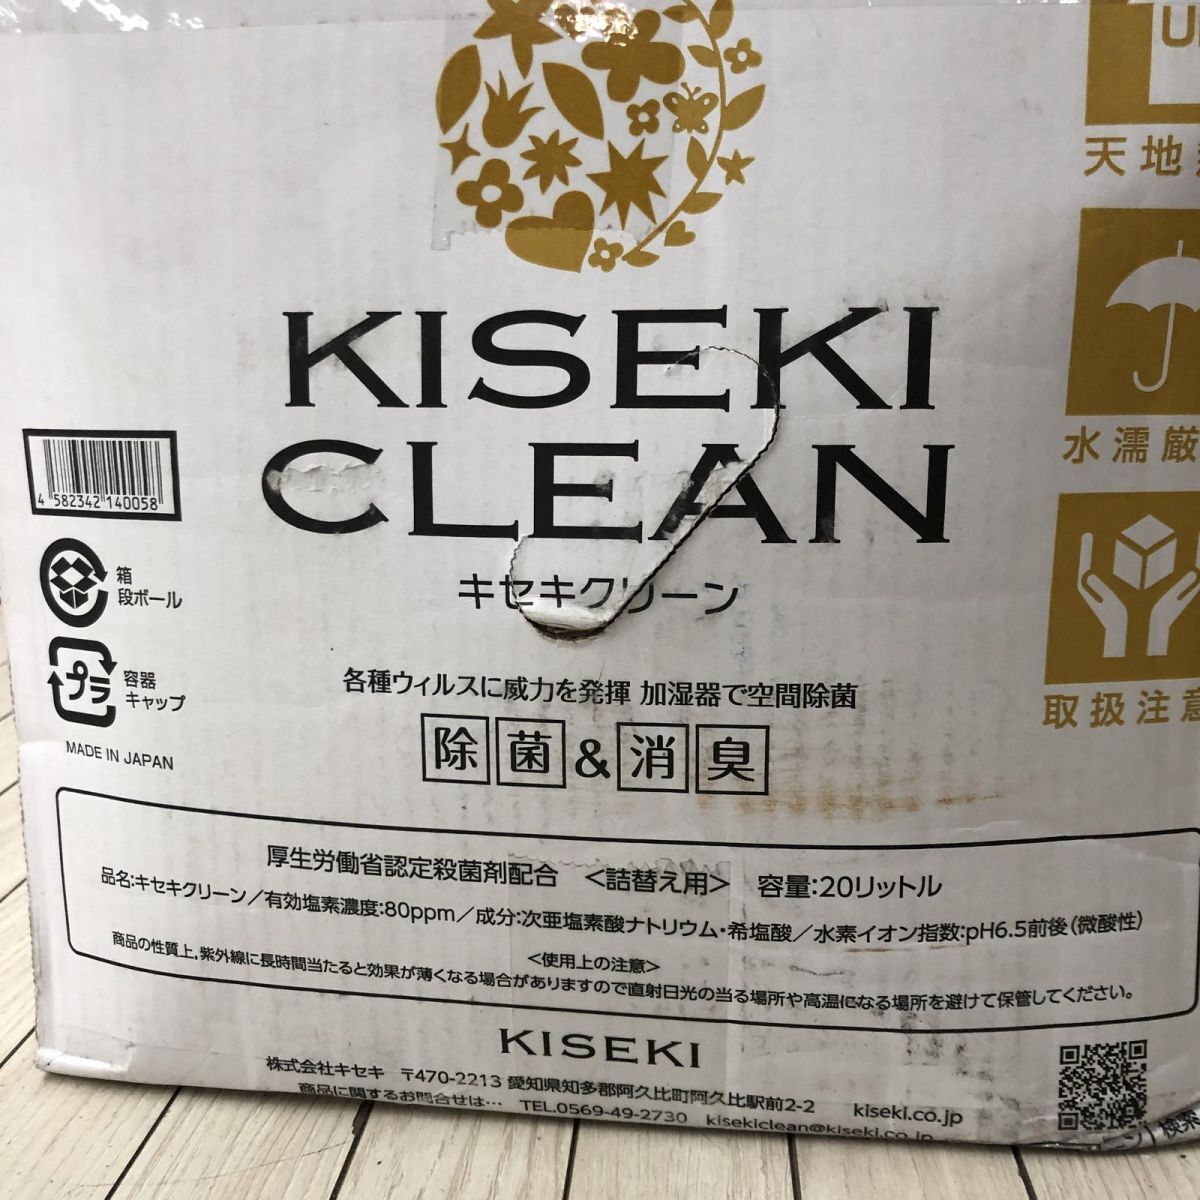 天地
水濡厳
取扱注意
KISEKI
CLEAN
キセキクリーン
4 582342 140058
箱
段ボール
プラ
容器
キャップ
MADE IN JAPAN
各種ウィルスに威力を発揮 加湿器で空間除菌
除菌&消臭
厚生労働省認定殺菌剤配合 <詰替え用> 容量:20リットル
品名:キセキクリーン/有効塩素濃度:80ppm/成分:次亜塩素酸ナトリウム・希塩酸/水素イオン指数:pH6.5前後(微酸性)
<使用上の注意>
商品の性質上,紫外線に長時間当たると効果が薄くなる場合がありますので直射日光の当る場所や高温になる場所を避けて保管してください。
KISEKI
株式会社キセキ 〒470-2213 愛知県知多郡阿久比町阿久比駅前2-2 kiseki.co.jp
商品に関するお問合せは… TEL.0569-49-2730 kisekiclean@kiseki.co.jp
検索